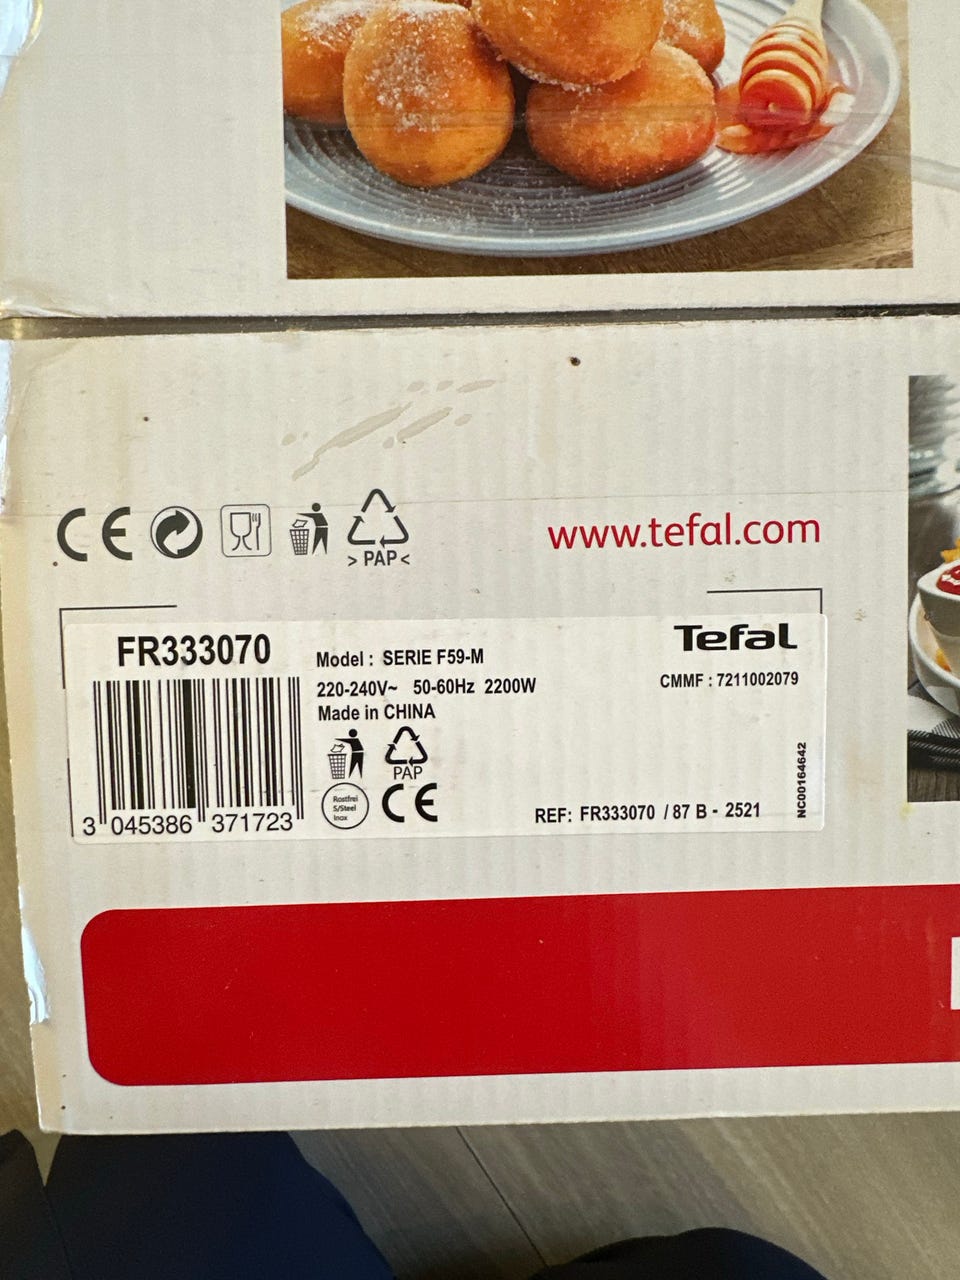 CE
>PAP<
www.tefal.com
FR333070
Model : SERIE F59-M
220-240V~ 50-60Hz 2200W
Made in CHINA
PAP
Rostfrei
S/Steel
Inox
CE
3 045386 371723
Tefal
CMMF : 7211002079
NC00164642
REF: FR333070 / 87 B - 2521